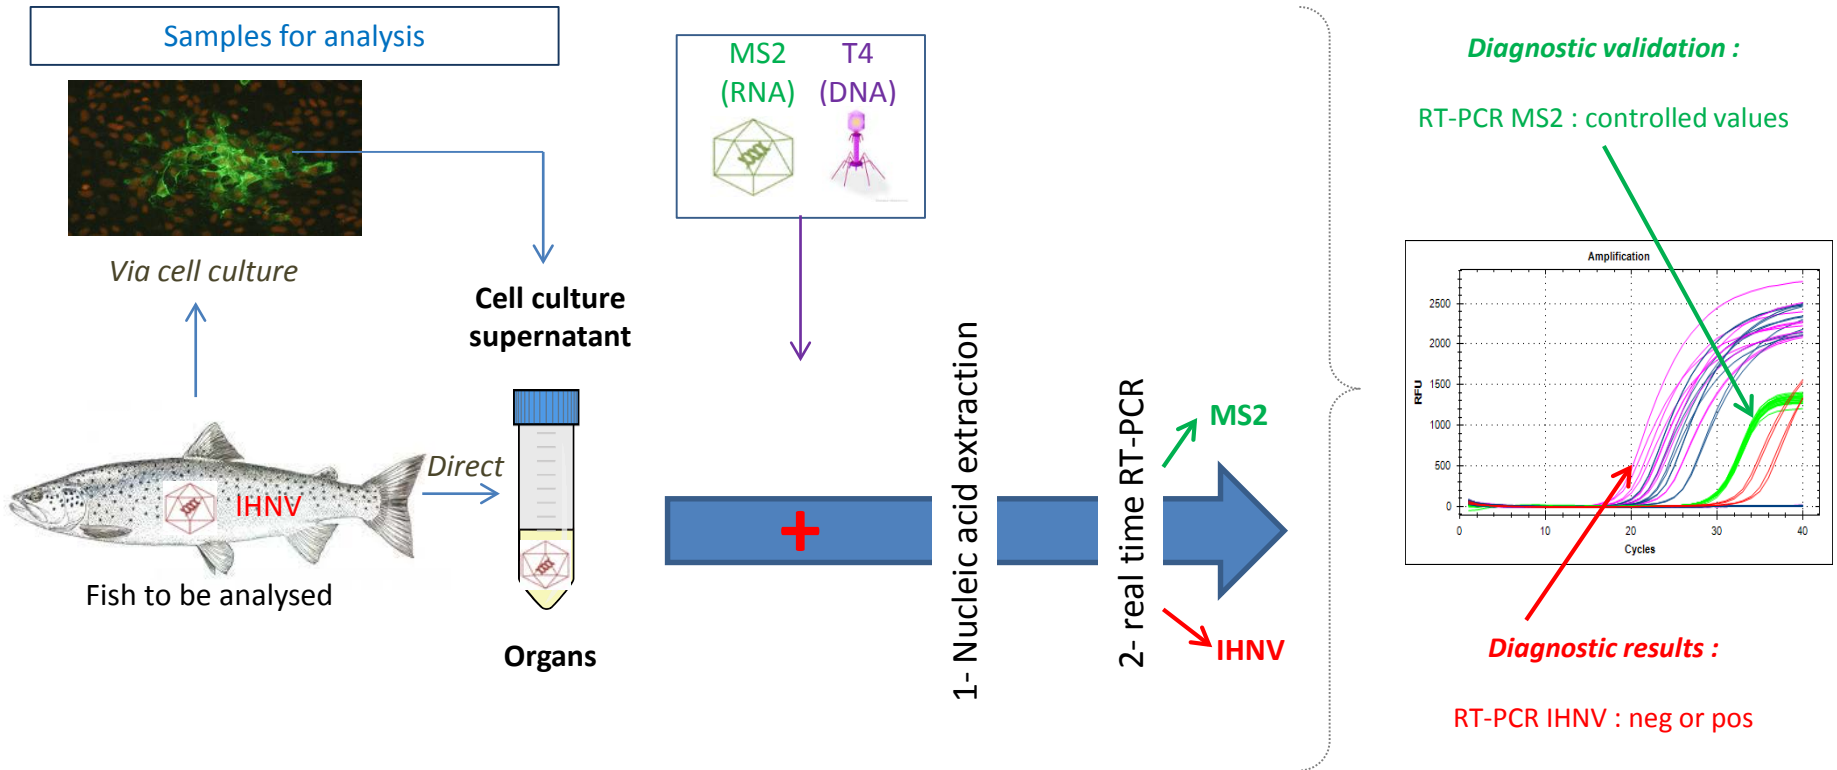 Samples for analysis
Via cell culture
Cell culture
supernatant
IHNV
Direct
Fish to be analysed
Organs
MS2
(RNA)
T4
(DNA)
+
1- Nucleic acid extraction
2- real time RT-PCR
MS2
IHNV
Diagnostic validation :
RT-PCR MS2 : controlled values
Amplification
RFU
2500
2000
1500
1000
500
0
0
10
20
30
40
Cycles
Diagnostic results :
RT-PCR IHNV : neg or pos